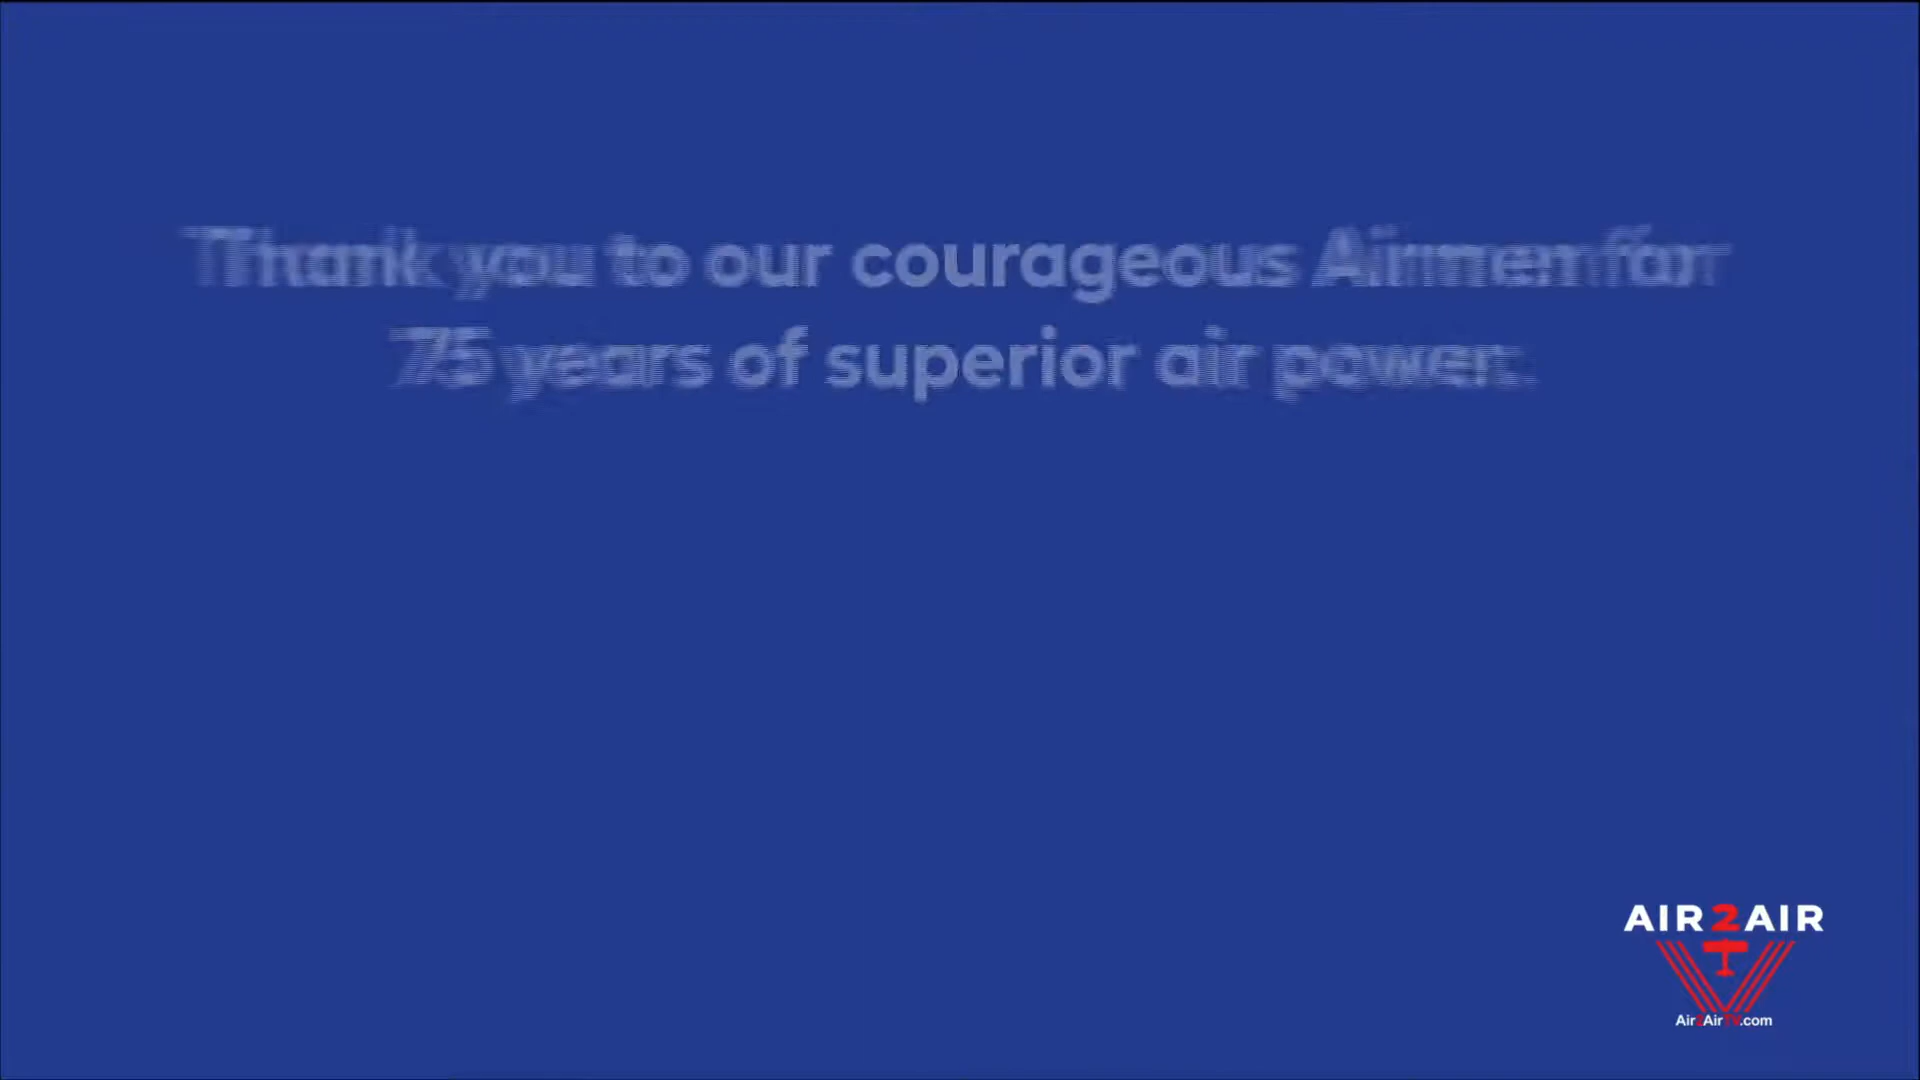 Thank you to our courageous Airmen for
75 years of superior air power.
AIR2AIR
Air2AirTV.com